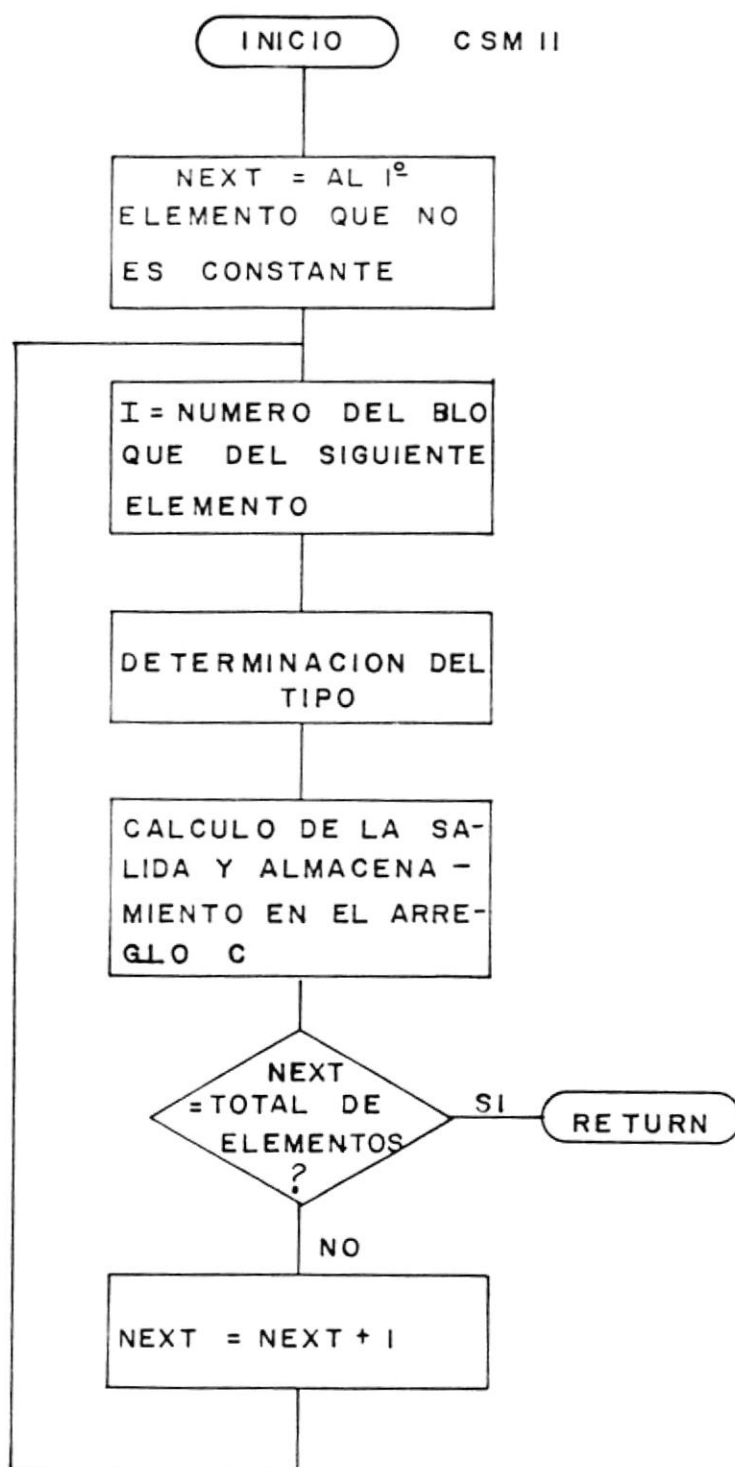 INICIO CSM II
NEXT = AL 1º
ELEMENTO QUE NO
ES CONSTANTE
I = NUMERO DEL BLO
QUE DEL SIGUIENTE
ELEMENTO
DETERMINACION DEL
TIPO
CALCULO DE LA SA-
LIDA Y ALMACENA-
MIENTO EN EL ARRE-
GLO C
NEXT
= TOTAL DE
ELEMENTOS
?
SI
RETURN
NO
NEXT = NEXT + 1